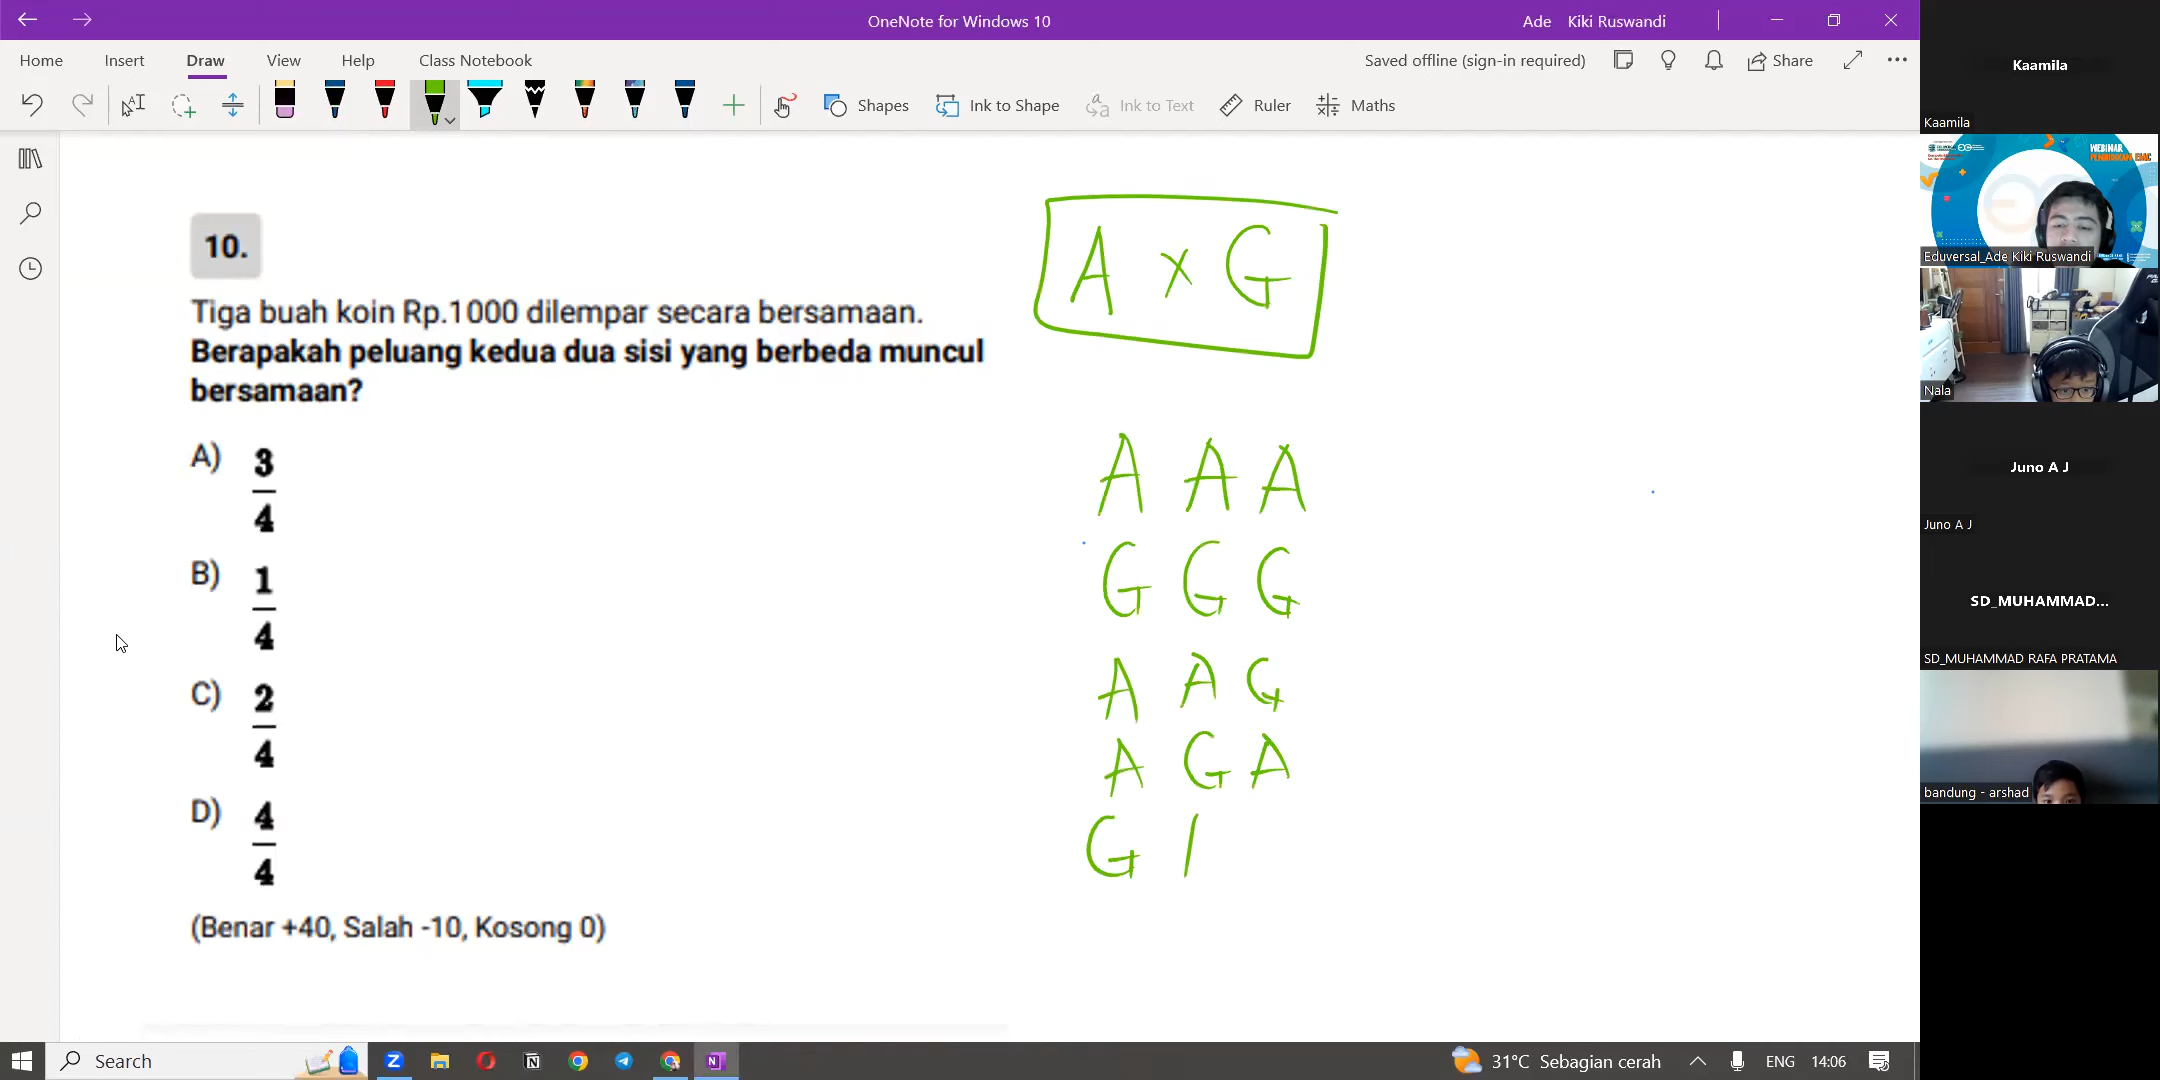 OneNote for Windows 10
Ade Kiki Ruswandi
Home Insert Draw View Help Class Notebook
Saved offline (sign-in required) Share
Shapes Ink to Shape Ink to Text Ruler Maths
10.
Tiga buah koin Rp.1000 dilempar secara bersamaan.
Berapakah peluang kedua dua sisi yang berbeda muncul
bersamaan?
A) 3/4
B) 1/4
C) 2/4
D) 4/4
(Benar +40, Salah -10, Kosong 0)
A × G
A A A
G G G
A A G
A G A
G /
Kaamila
Kaamila
WEBINAR
PENDIDIKAN EMC
Eduversal_Ade Kiki Ruswandi
Nala
Juno A J
Juno A J
SD_MUHAMMAD...
SD_MUHAMMAD RAFA PRATAMA
bandung - arshad
Search
31°C Sebagian cerah
ENG 14:06